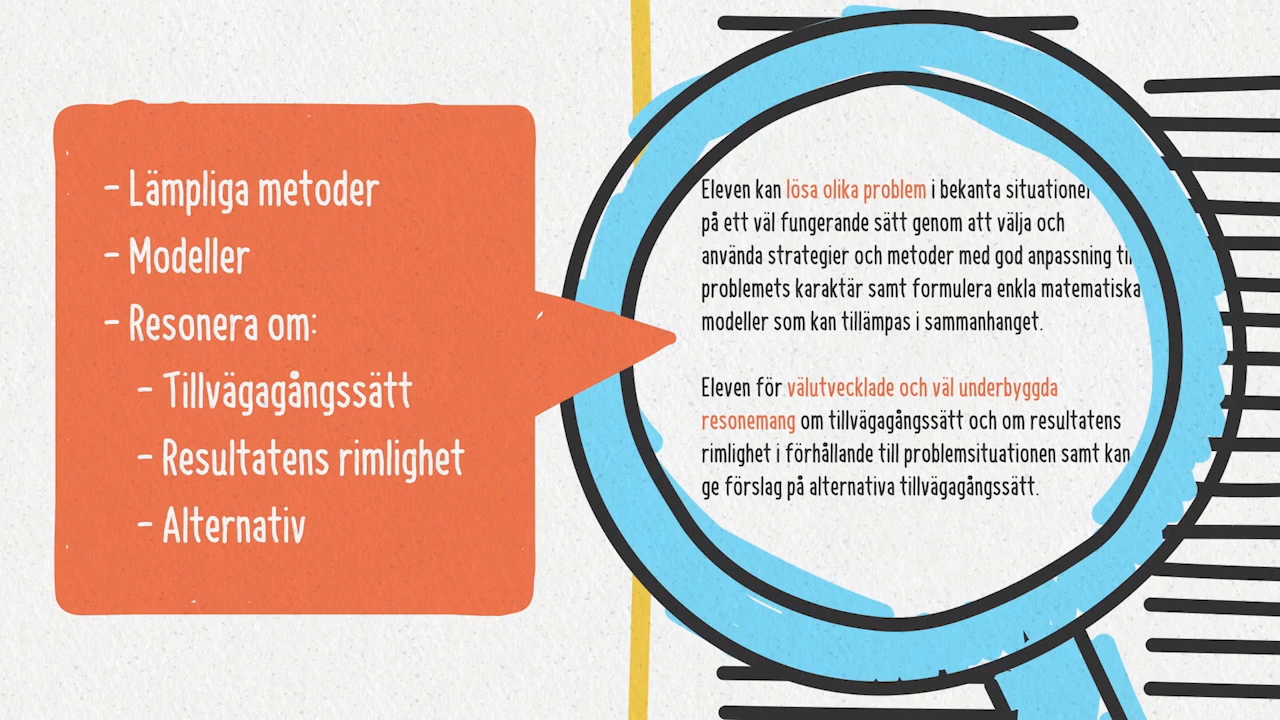 - Lämpliga metoder
- Modeller
- Resonera om:
- Tillvägagångssätt
- Resultatens rimlighet
- Alternativ
Eleven kan lösa olika problem i bekanta situationer
på ett väl fungerande sätt genom att välja och
använda strategier och metoder med god anpassning till
problemets karaktär samt formulera enkla matematiska
modeller som kan tillämpas i sammanhanget.
Eleven för välutvecklade och väl underbyggda
resonemang om tillvägagångssätt och om resultatens
rimlighet i förhållande till problemsituationen samt kan
ge förslag på alternativa tillvägagångssätt.